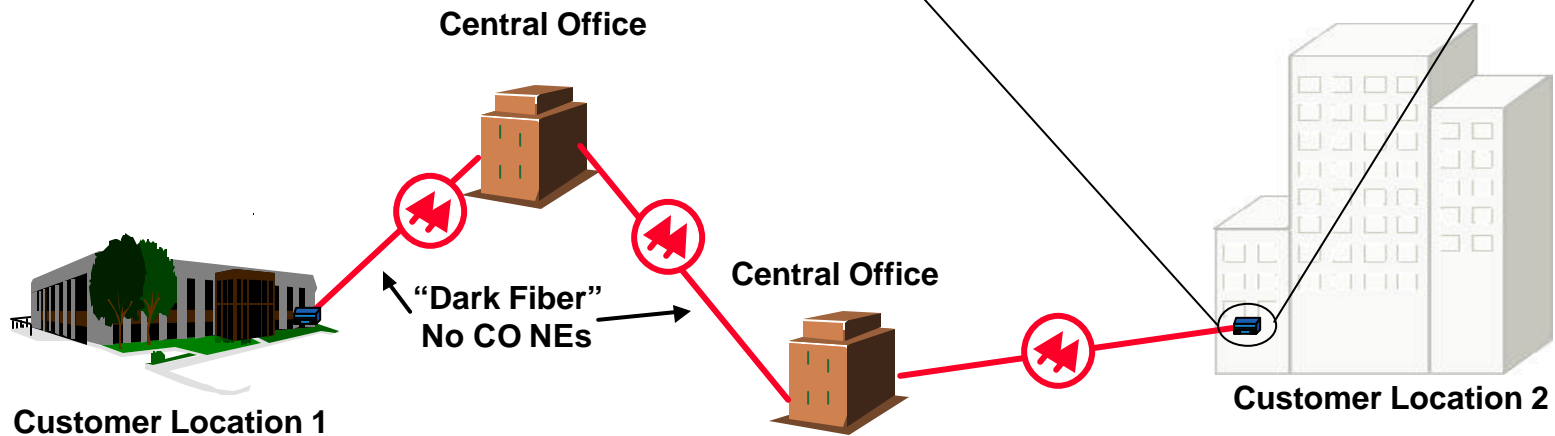 Central Office
Central Office
“Dark Fiber”
No CO NEs
Customer Location 2
Customer Location 1